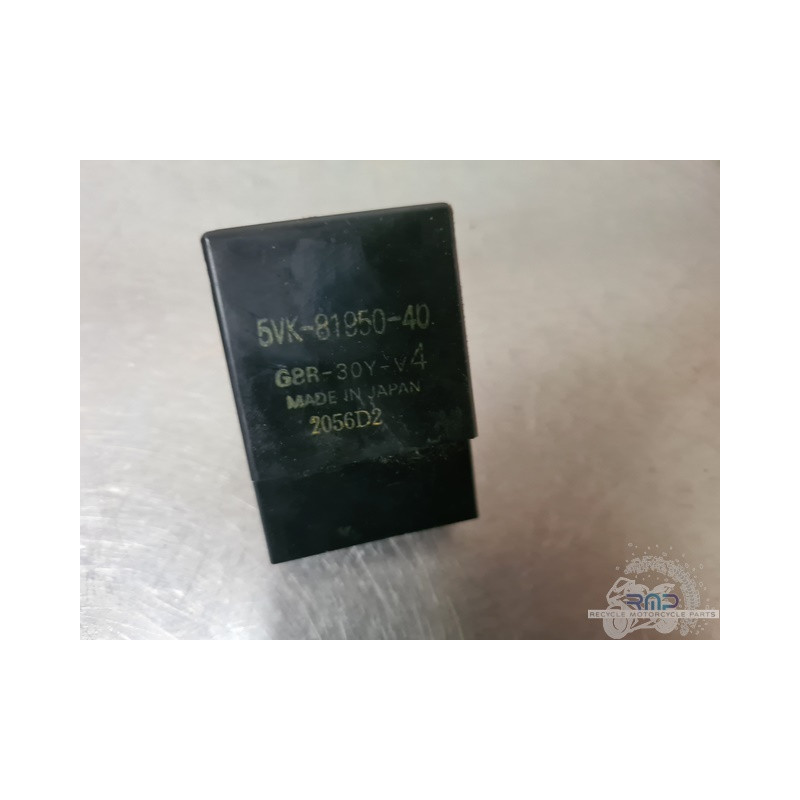 5VK-81950-40
G8R-30Y-V4
MADE IN JAPAN
2056D2
RMP
RECYCLE MOTORCYCLE PARTS